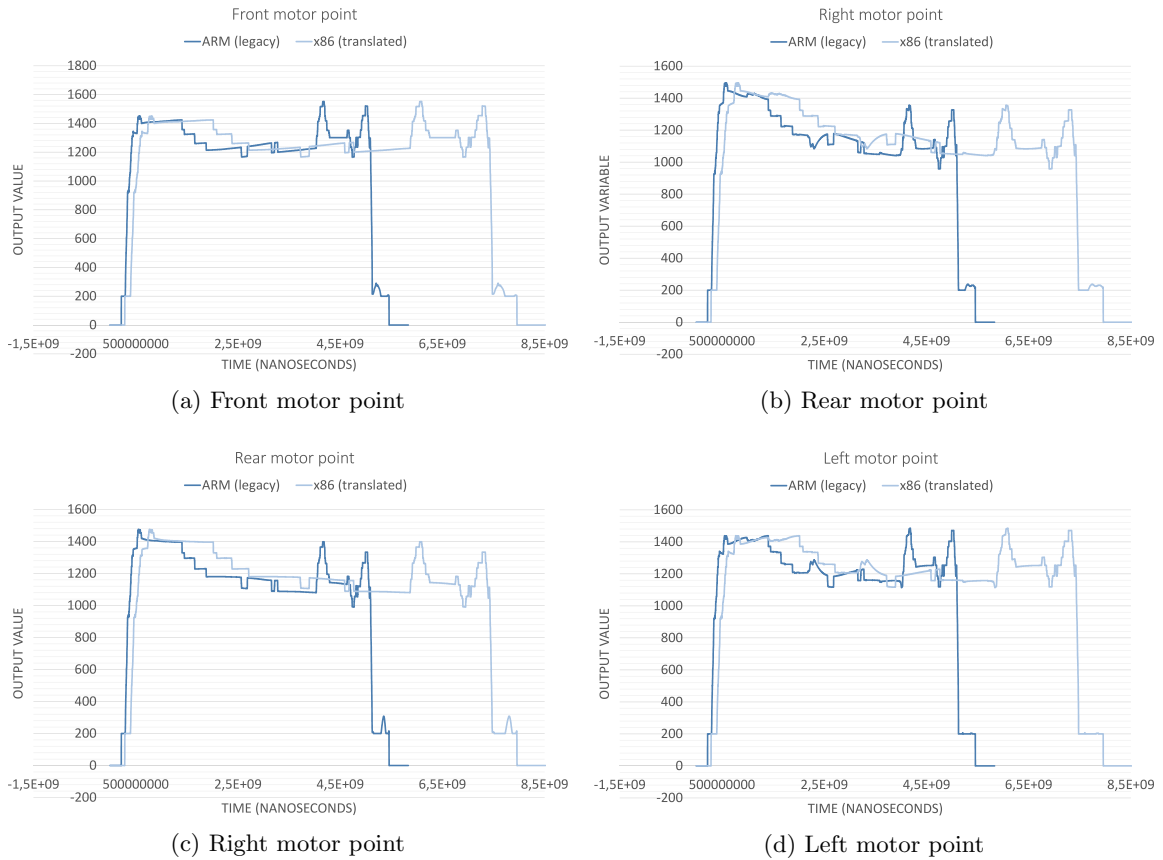 Front motor point
ARM (legacy) x86 (translated)
1800
1600
1400
1200
1000
800
600
400
200
0
-200
OUTPUT VALUE
-1,5E+09 500000000 2,5E+09 4,5E+09 6,5E+09 8,5E+09
TIME (NANOSECONDS)
(a) Front motor point
Right motor point
ARM (legacy) x86 (translated)
1600
1400
1200
1000
800
600
400
200
0
-200
OUTPUT VARIABLE
-1,5E+09 500000000 2,5E+09 4,5E+09 6,5E+09 8,5E+09
TIME (NANOSECONDS)
(b) Rear motor point
Rear motor point
ARM (legacy) x86 (translated)
1600
1400
1200
1000
800
600
400
200
0
-200
OUTPUT VALUE
-1,5E+09 500000000 2,5E+09 4,5E+09 6,5E+09 8,5E+09
TIME (NANOSECONDS)
(c) Right motor point
Left motor point
ARM (legacy) x86 (translated)
1600
1400
1200
1000
800
600
400
200
0
-200
OUTPUT VALUE
-1,5E+09 500000000 2,5E+09 4,5E+09 6,5E+09 8,5E+09
TIME (NANOSECONDS)
(d) Left motor point